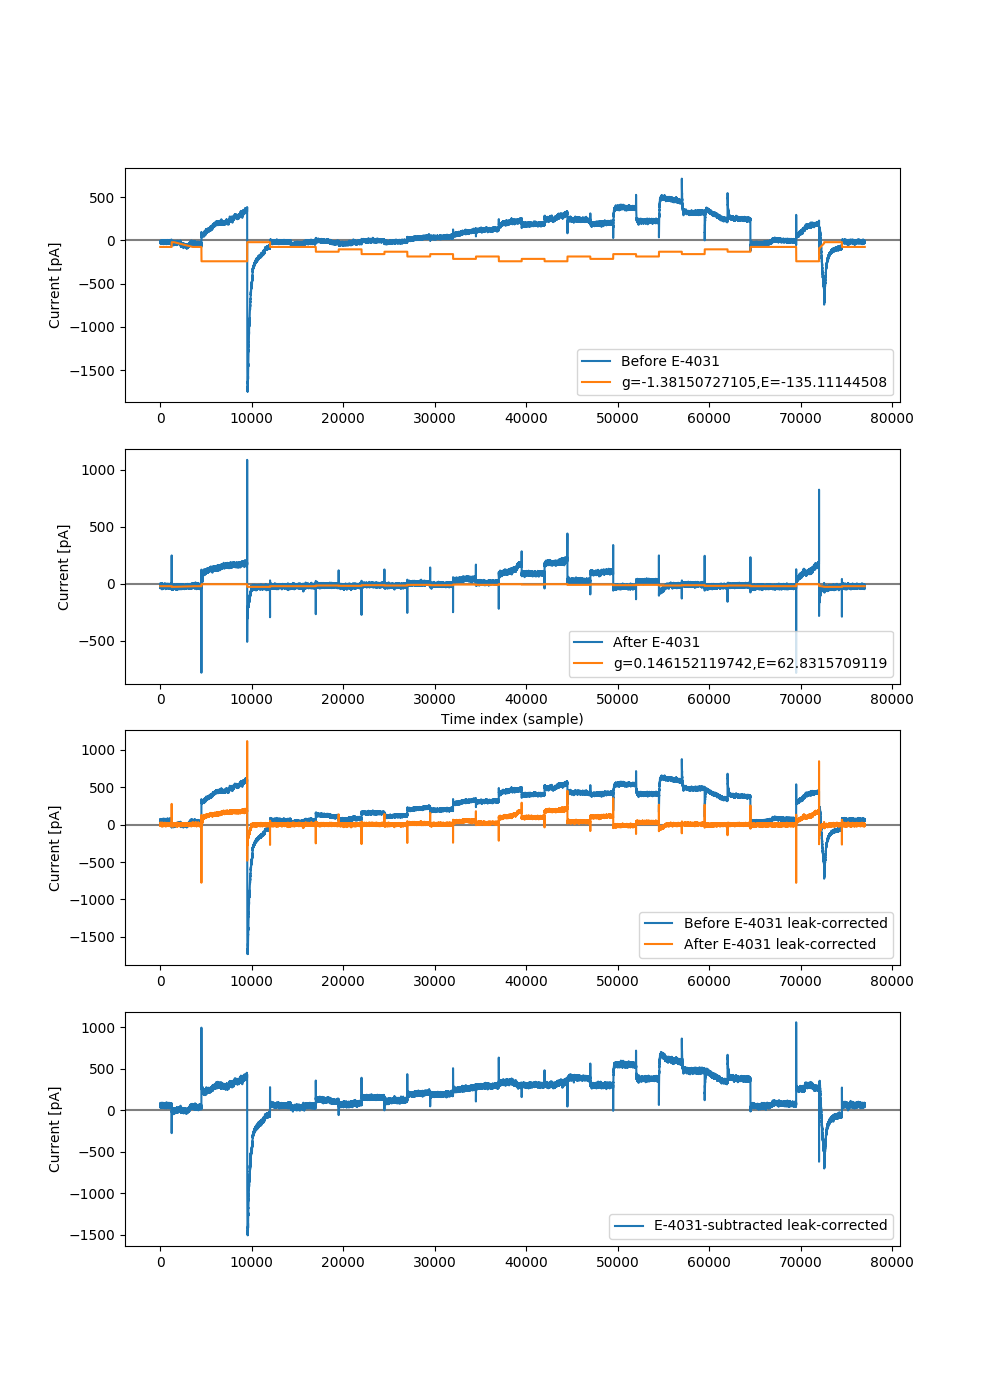 500
0
−500
−1000
−1500
Current [pA]
Before E-4031
g=-1.38150727105,E=-135.11144508
0 10000 20000 30000 40000 50000 60000 70000 80000
1000
500
0
−500
Current [pA]
After E-4031
g=0.146152119742,E=62.8315709119
0 10000 20000 30000 40000 50000 60000 70000 80000
Time index (sample)
1000
500
0
−500
−1000
−1500
Current [pA]
Before E-4031 leak-corrected
After E-4031 leak-corrected
0 10000 20000 30000 40000 50000 60000 70000 80000
1000
500
0
−500
−1000
−1500
Current [pA]
E-4031-subtracted leak-corrected
0 10000 20000 30000 40000 50000 60000 70000 80000